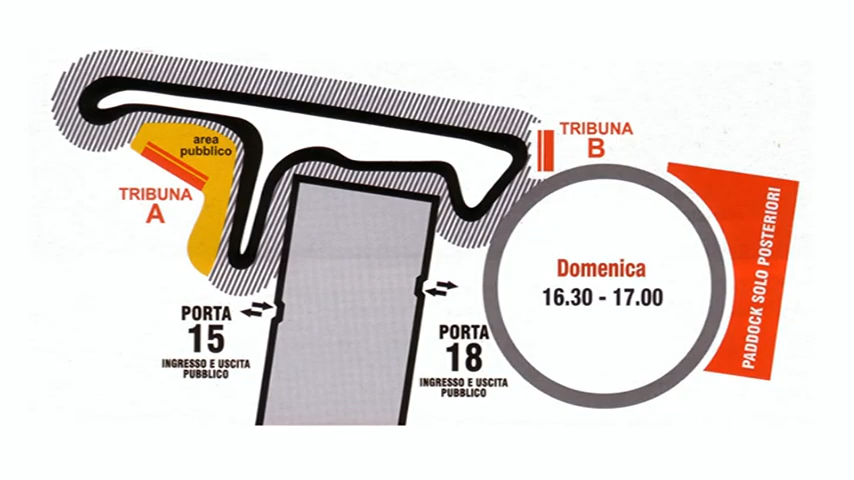 area
pubblico
TRIBUNA
A
TRIBUNA
B
PADDOCK SOLO POSTERIORI
Domenica
16.30 - 17.00
PORTA
15
INGRESSO E USCITA
PUBBLICO
PORTA
18
INGRESSO E USCITA
PUBBLICO